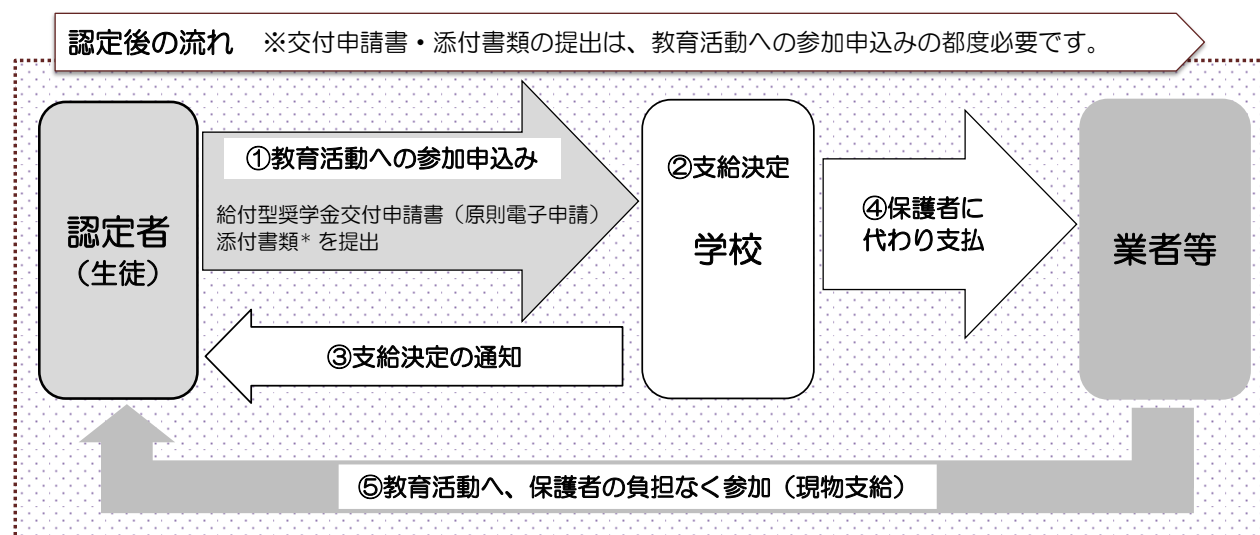 認定後の流れ ※交付申請書・添付書類の提出は、教育活動への参加申込みの都度必要です。
認定者
（生徒）
①教育活動への参加申込み
給付型奨学金交付申請書（原則電子申請）
添付書類* を提出
②支給決定
学校
③支給決定の通知
④保護者に
代わり支払
業者等
⑤教育活動へ、保護者の負担なく参加（現物支給）